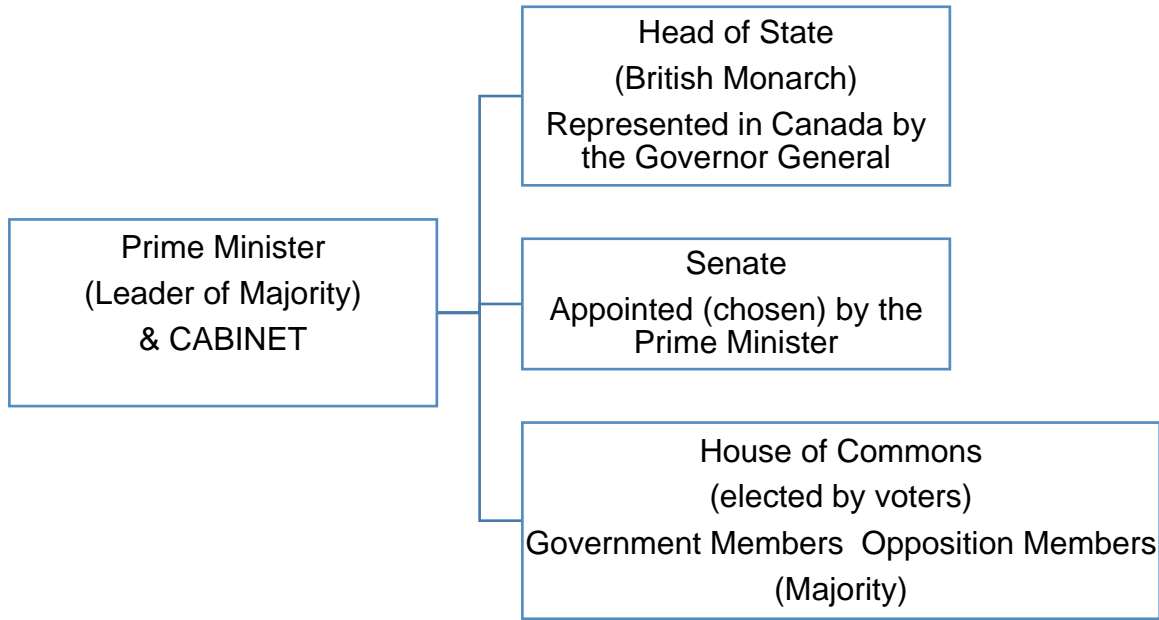 Head of State
(British Monarch)
Represented in Canada by
the Governor General
Prime Minister
(Leader of Majority)
& CABINET
Senate
Appointed (chosen) by the
Prime Minister
House of Commons
(elected by voters)
Government Members  Opposition Members
(Majority)